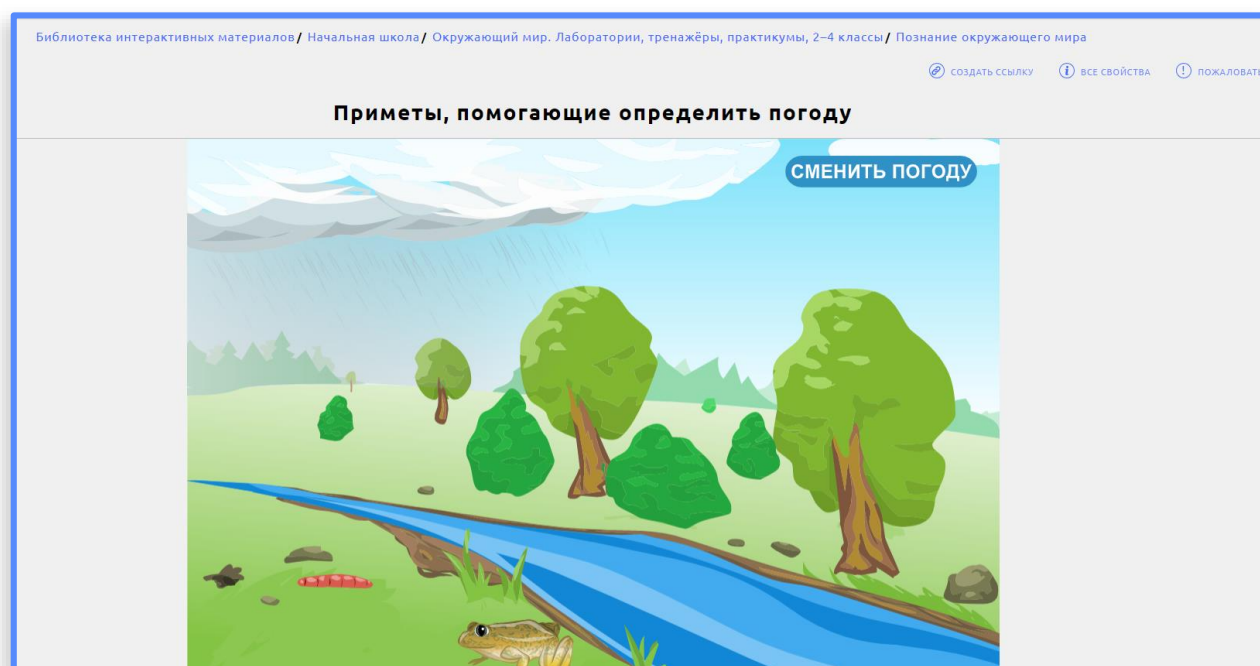 Библиотека интерактивных материалов/ Начальная школа/ Окружающий мир. Лаборатории, тренажёры, практикумы, 2–4 классы/ Познание окружающего мира
СОЗДАТЬ ССЫЛКУ ВСЕ СВОЙСТВА ПОЖАЛОВАТЬ
Приметы, помогающие определить погоду
СМЕНИТЬ ПОГОДУ